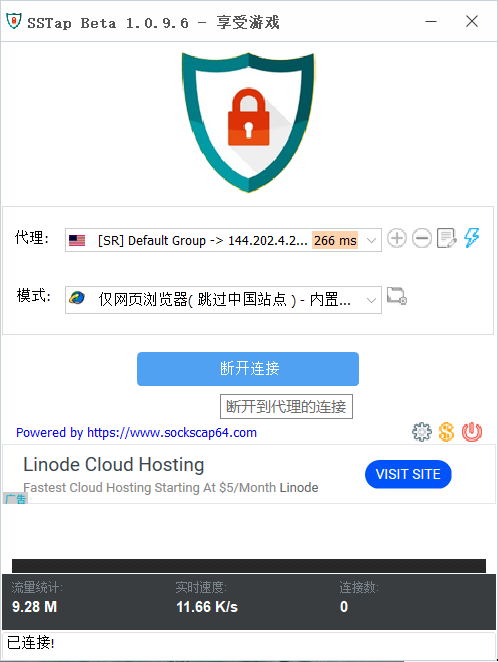 SSTap Beta 1.0.9.6 - 享受游戏
代理: [SR] Default Group -> 144.202.4.2... 266 ms
模式: 仅网页浏览器( 跳过中国站点 ) - 内置...
断开连接
断开到代理的连接
Powered by https://www.sockscap64.com
Linode Cloud Hosting
Fastest Cloud Hosting Starting At $5/Month Linode
VISIT SITE
广告
流量统计: 实时速度: 连接数:
9.28 M 11.66 K/s 0
已连接!